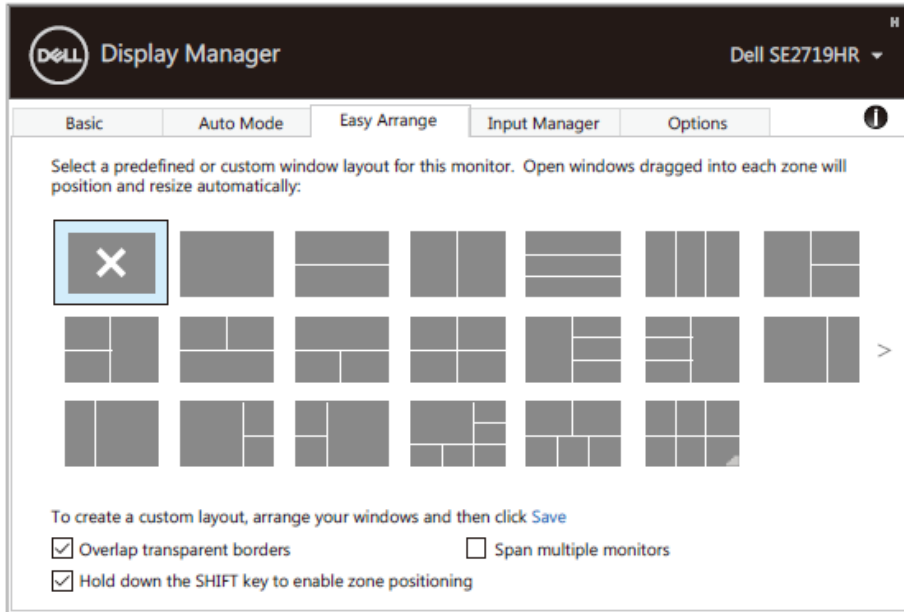 H
DELL Display Manager
Dell SE2719HR
Basic Auto Mode Easy Arrange Input Manager Options
Select a predefined or custom window layout for this monitor. Open windows dragged into each zone will
position and resize automatically:
>
To create a custom layout, arrange your windows and then click Save
Overlap transparent borders
Span multiple monitors
Hold down the SHIFT key to enable zone positioning